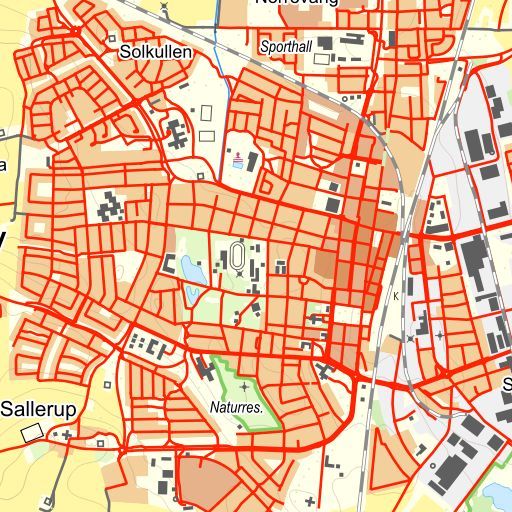 Norrevång
Solkullen
Sporthall
a
y
K
Sallerup
Naturres.
S